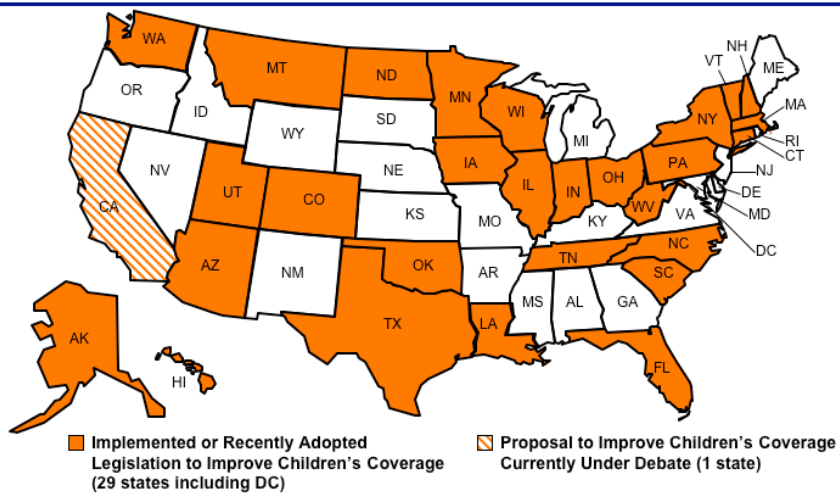 WA
MT
ND
MN
OR
ID
WY
SD
WI
MI
VT
NH
ME
NY
MA
RI
CT
NV
UT
CO
NE
IA
IL
IN
OH
PA
NJ
DE
MD
DC
CA
KS
MO
KY
WV
VA
AZ
NM
OK
AR
TN
NC
SC
MS
AL
GA
TX
LA
FL
AK
HI
Implemented or Recently Adopted
Legislation to Improve Children's Coverage
(29 states including DC)
Proposal to Improve Children's Coverage
Currently Under Debate (1 state)